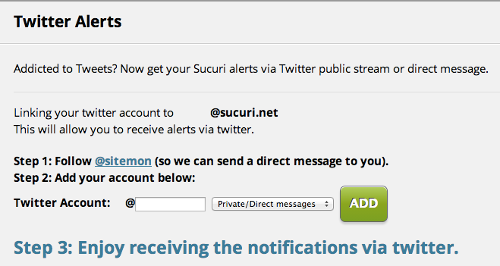 Twitter Alerts
Addicted to Tweets? Now get your Sucuri alerts via Twitter public stream or direct message.
Linking your twitter account to @sucuri.net
This will allow you to receive alerts via twitter.
Step 1: Follow @sitemon (so we can send a direct message to you).
Step 2: Add your account below:
Twitter Account: @ Private/Direct messages ADD
Step 3: Enjoy receiving the notifications via twitter.